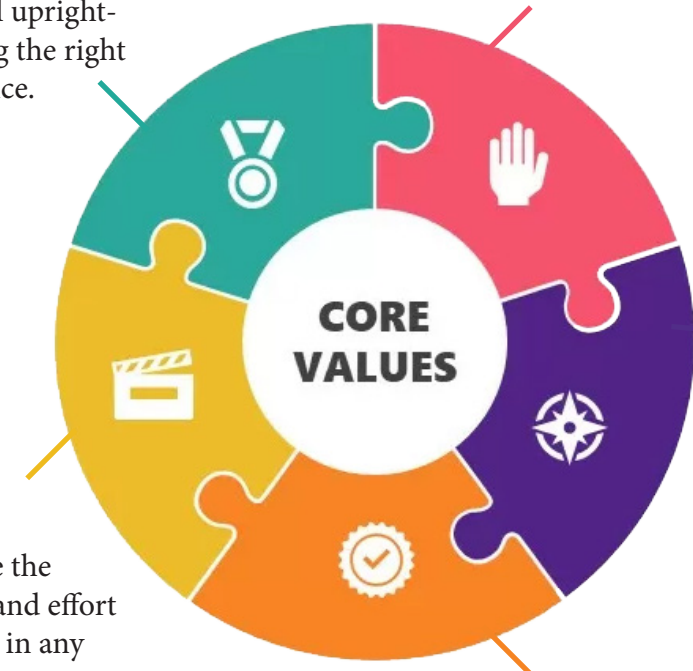 upright-
g the right
ce.
CORE
VALUES
e the
and effort
in any